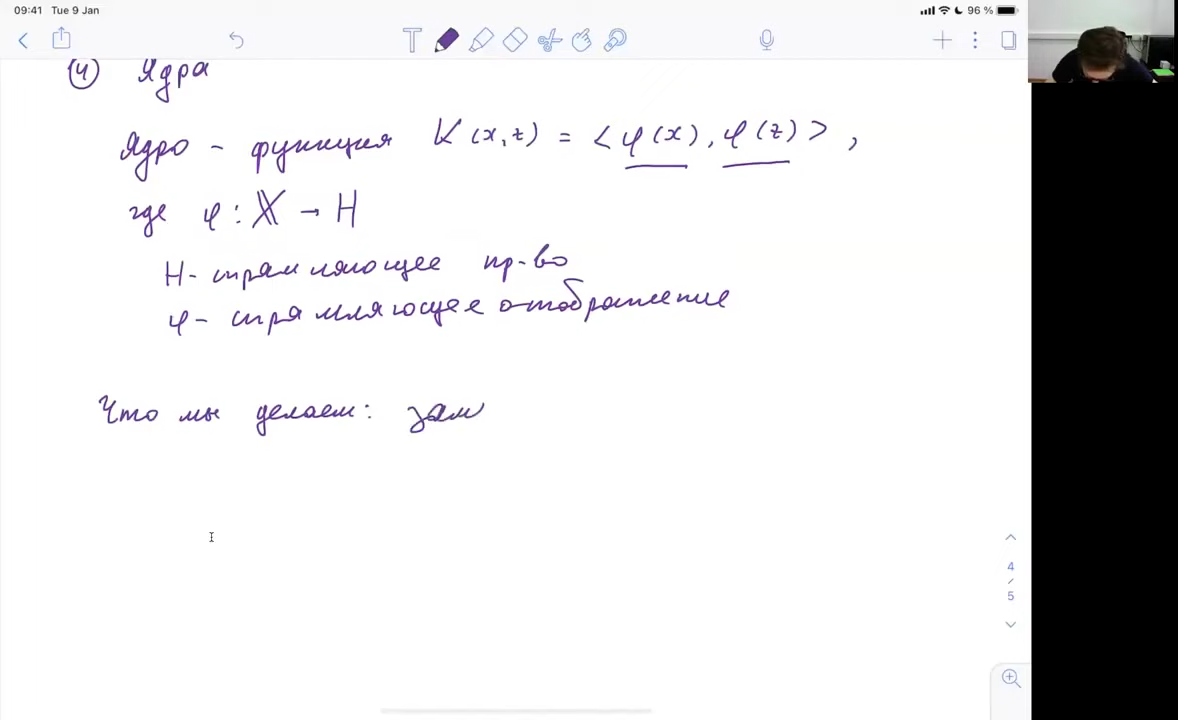 09:41 Tue 9 Jan 96 %
(4) Ядра
Ядро - функция K(x,z) = <φ(x), φ(z)> ,
где φ : 𝕏 → H
H - спрямляющее пр-во
φ - спрямляющее отображение
Что мы делаем: зам
4
/
5